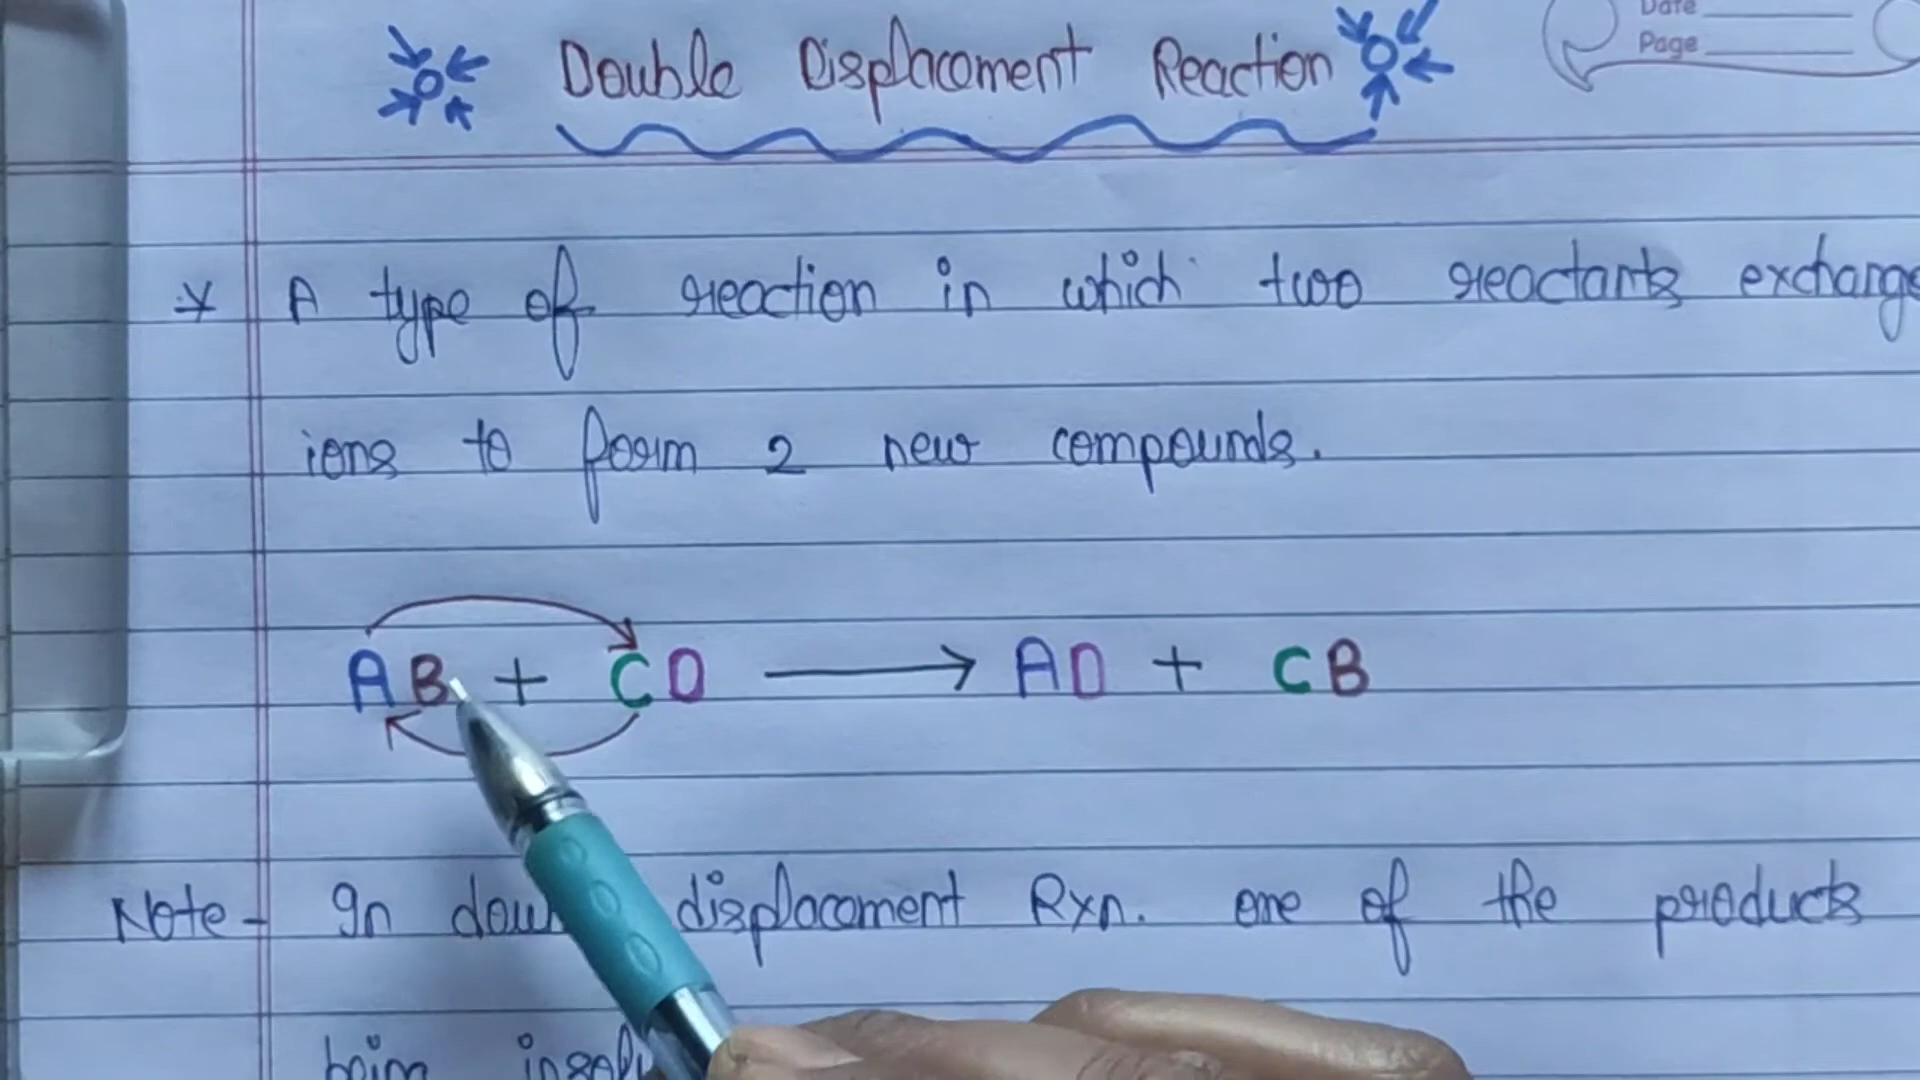 Date
Page
Double Displacement Reaction
* A type of reaction in which two reactants exchange
ions to form 2 new compounds.
AB + CD ⟶ AD + CB
Note - In displacement Rxn. one of the products